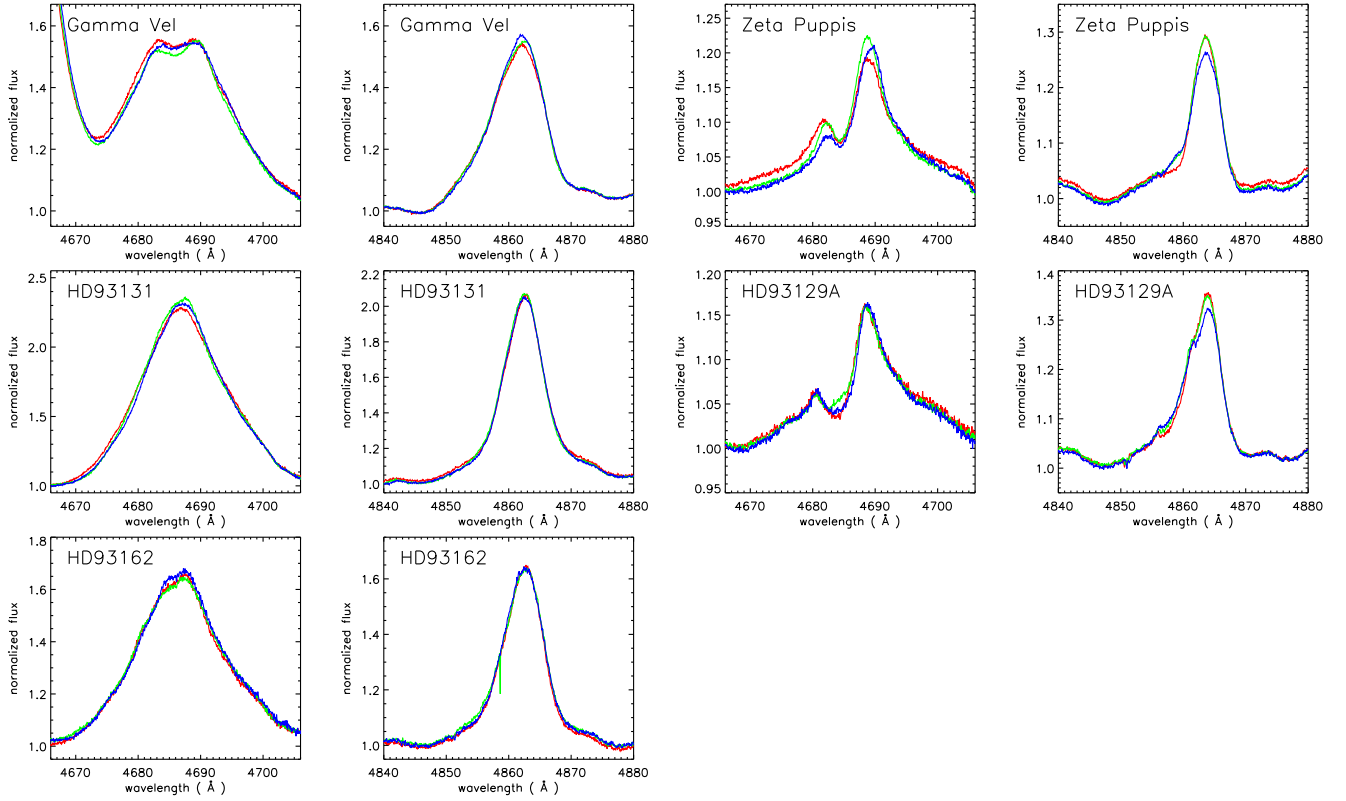 Gamma Vel
normalized flux
1.6
1.4
1.2
1.0
4670 4680 4690 4700
wavelength ( Å )
Gamma Vel
normalized flux
1.6
1.4
1.2
1.0
4840 4850 4860 4870 4880
wavelength ( Å )
Zeta Puppis
normalized flux
1.25
1.20
1.15
1.10
1.05
1.00
0.95
4670 4680 4690 4700
wavelength ( Å )
Zeta Puppis
normalized flux
1.3
1.2
1.1
1.0
4840 4850 4860 4870 4880
wavelength ( Å )
HD93131
normalized flux
2.5
2.0
1.5
1.0
4670 4680 4690 4700
wavelength ( Å )
HD93131
normalized flux
2.2
2.0
1.8
1.6
1.4
1.2
1.0
4840 4850 4860 4870 4880
wavelength ( Å )
HD93129A
normalized flux
1.20
1.15
1.10
1.05
1.00
0.95
4670 4680 4690 4700
wavelength ( Å )
HD93129A
normalized flux
1.4
1.3
1.2
1.1
1.0
4840 4850 4860 4870 4880
wavelength ( Å )
HD93162
normalized flux
1.8
1.6
1.4
1.2
1.0
4670 4680 4690 4700
wavelength ( Å )
HD93162
normalized flux
1.6
1.4
1.2
1.0
4840 4850 4860 4870 4880
wavelength ( Å )